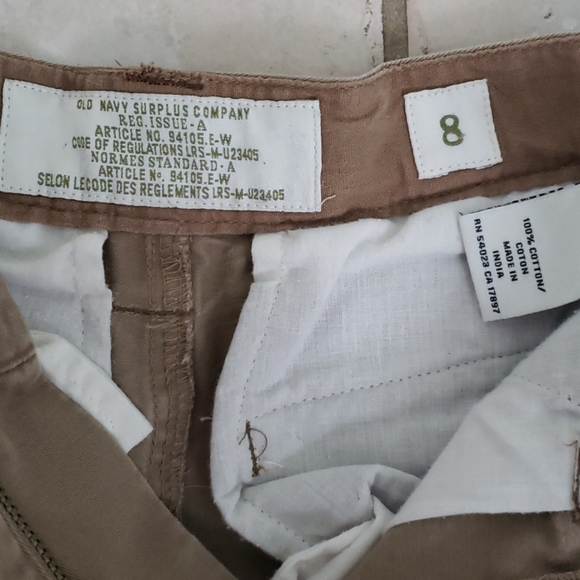 OLD NAVY SURPLUS COMPANY
REG. ISSUE-A
ARTICLE NO. 94105.E-W
CODE OF REGULATIONS LRS-M-U23405
NORMES STANDARD-A
ARTICLE No. 94105.E-W
SELON LECODE DES REGLEMENTS LRS-M-U23405
8
100% COTTON/
COTON
MADE IN
INDIA
RN 54023 CA 17897